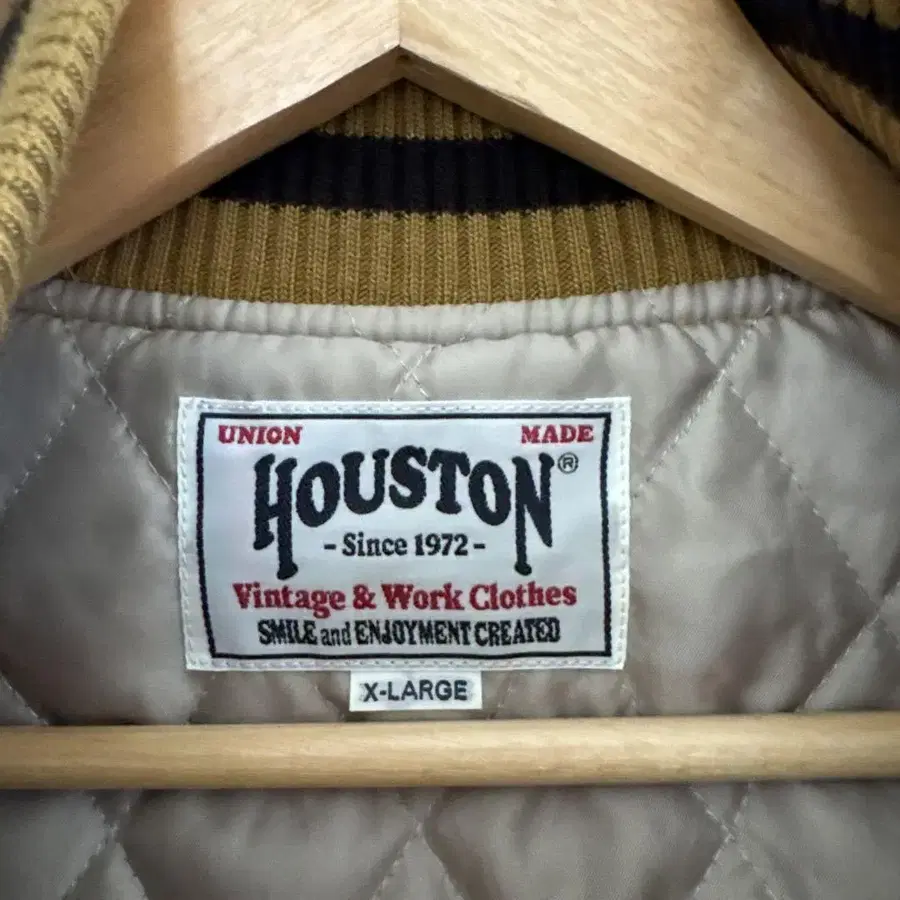 UNION MADE
HOUSTON®
- Since 1972 -
Vintage & Work Clothes
SMILE and ENJOYMENT CREATED
X-LARGE